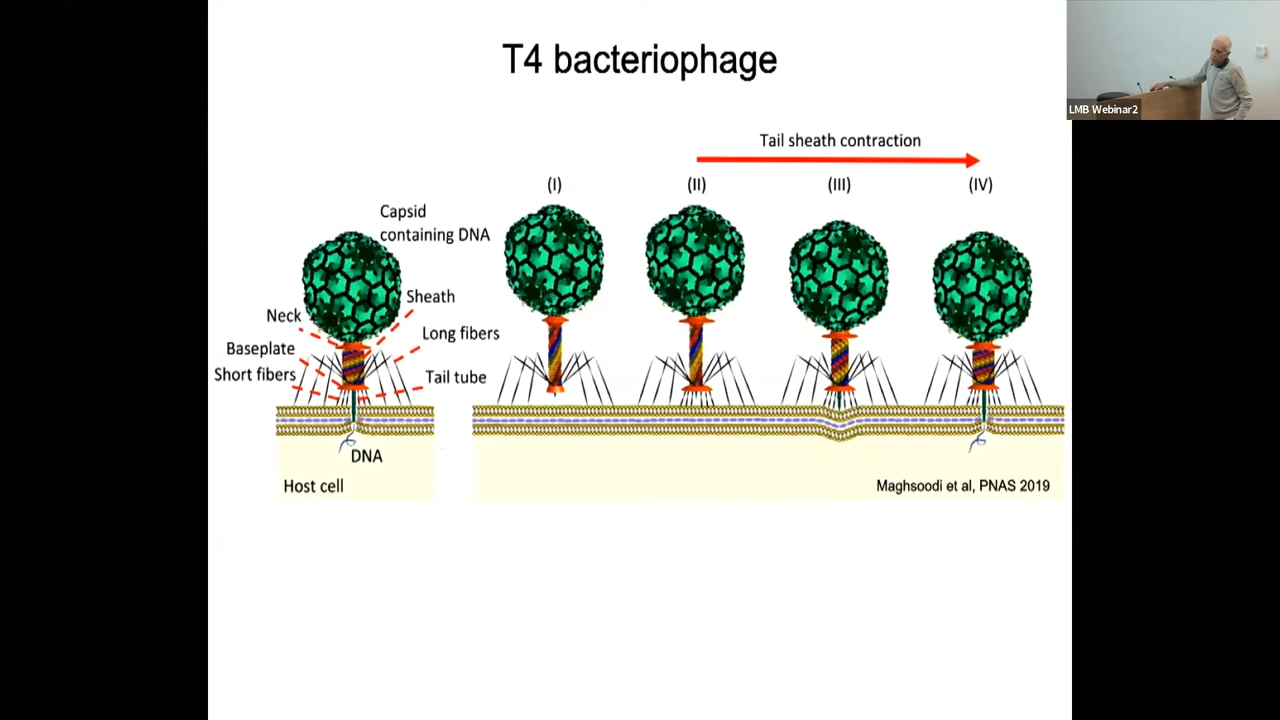 T4 bacteriophage
LMB Webinar2
Tail sheath contraction
(I)
(II)
(III)
(IV)
Capsid
containing DNA
Sheath
Neck
Long fibers
Baseplate
Short fibers
Tail tube
DNA
Host cell
Maghsoodi et al, PNAS 2019